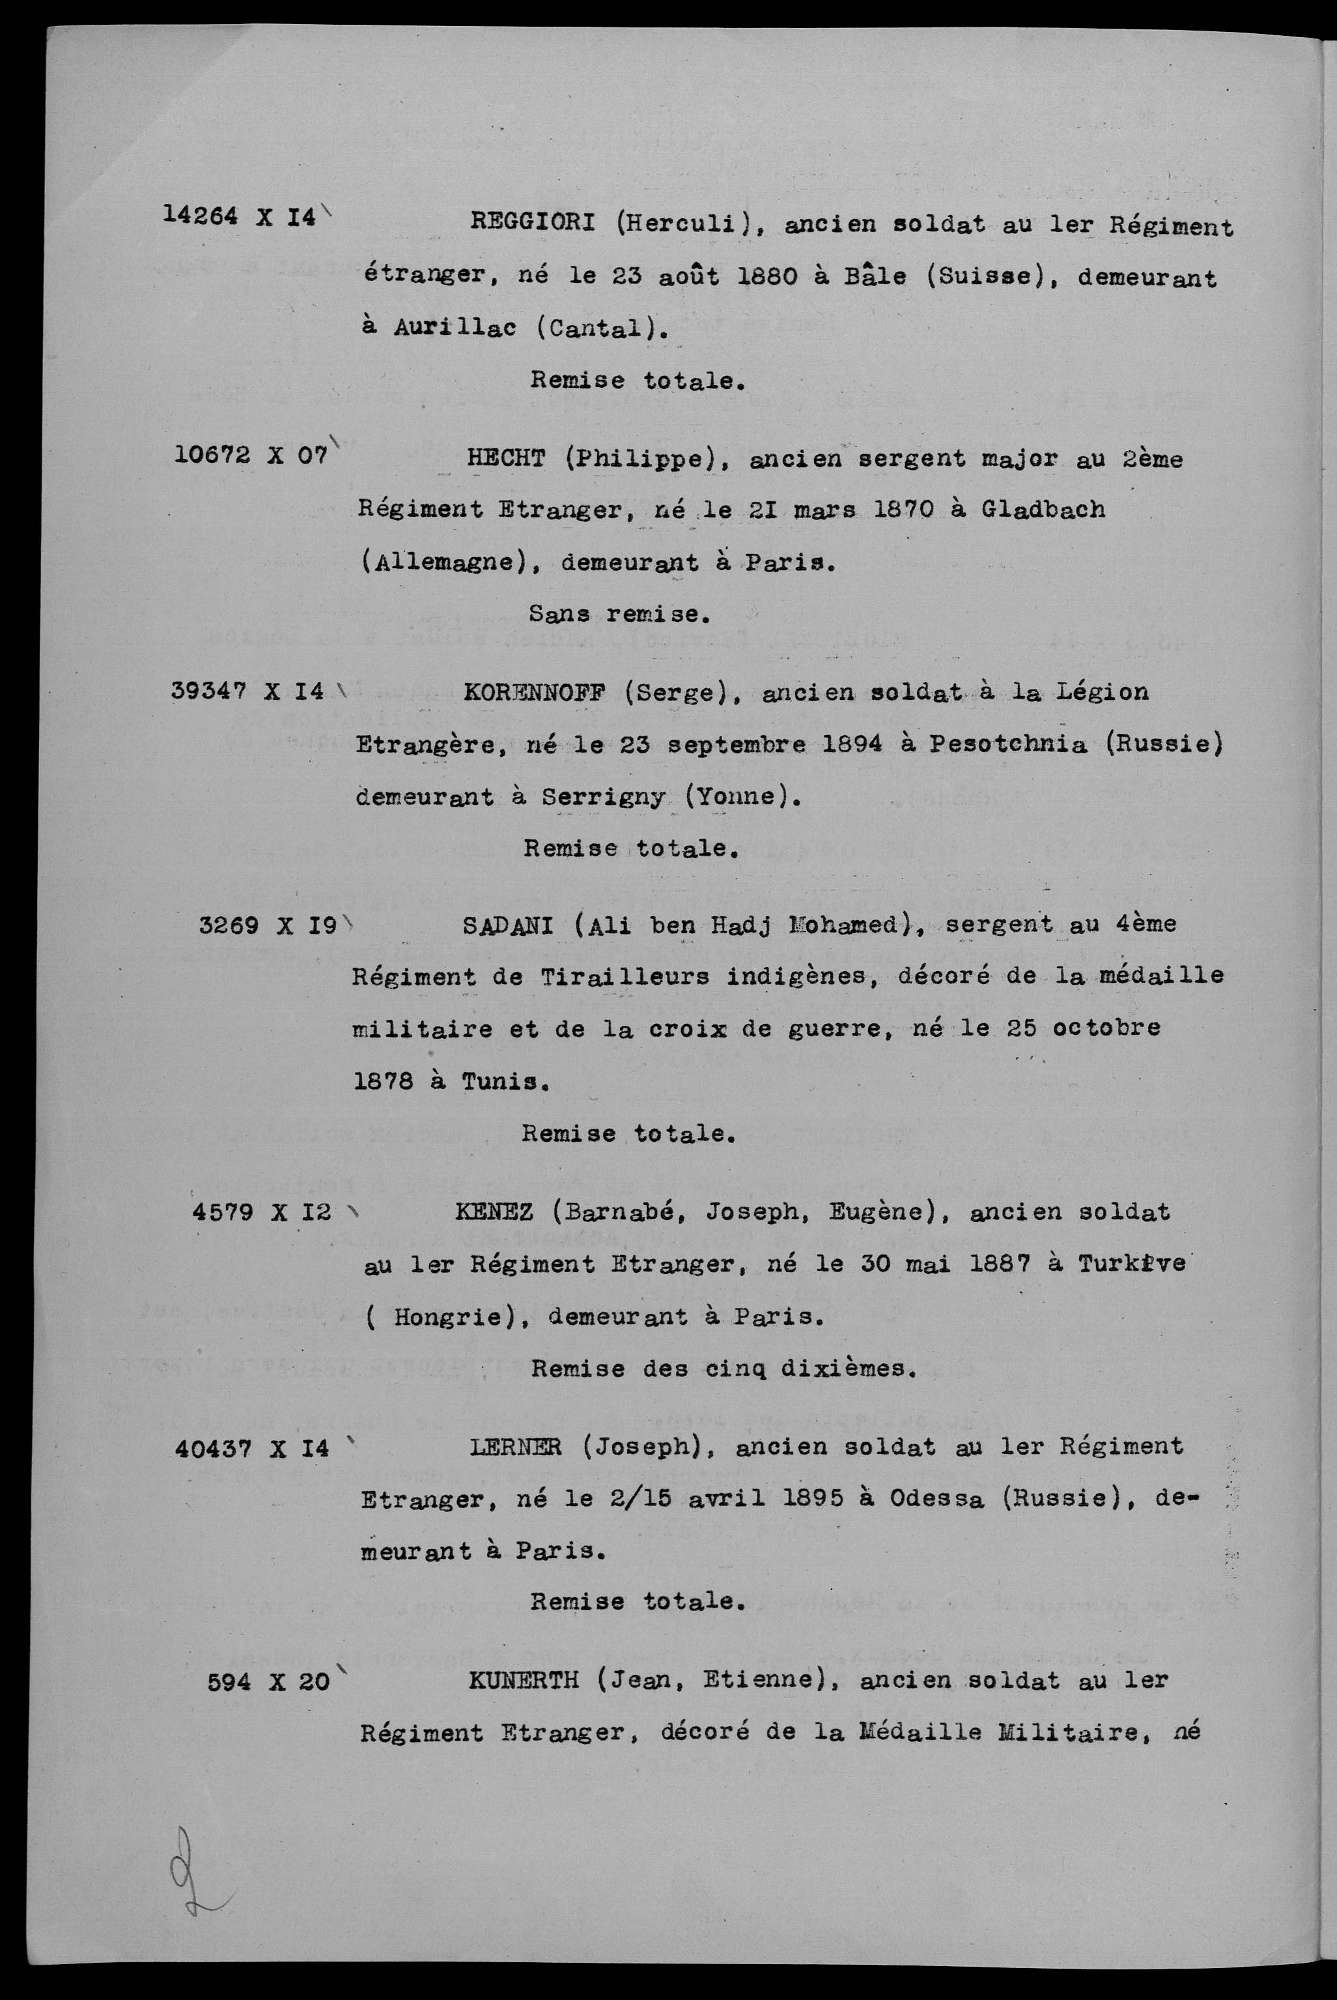 14264 X I4 REGGIORI (Herculi), ancien soldat au 1er Régiment
étranger, né le 23 août 1880 à Bâle (Suisse), demeurant
à Aurillac (Cantal).
Remise totale.
10672 X 07 HECHT (Philippe), ancien sergent major au 2ème
Régiment Etranger, né le 2I mars 1870 à Gladbach
(Allemagne), demeurant à Paris.
Sans remise.
39347 X I4 KORENNOFF (Serge), ancien soldat à la Légion
Etrangère, né le 23 septembre 1894 à Pesotchnia (Russie)
demeurant à Serrigny (Yonne).
Remise totale.
3269 X I9 SADANI (Ali ben Hadj Mohamed), sergent au 4ème
Régiment de Tirailleurs indigènes, décoré de la médaille
militaire et de la croix de guerre, né le 25 octobre
1878 à Tunis.
Remise totale.
4579 X I2 KENEZ (Barnabé, Joseph, Eugène), ancien soldat
au 1er Régiment Etranger, né le 30 mai 1887 à
( Hongrie), demeurant à Paris.
Remise des cinq dixièmes.
40437 X I4 LERNER (Joseph), ancien soldat au 1er Régiment
Etranger, né le 2/15 avril 1895 à Odessa (Russie), de-
meurant à Paris.
Remise totale.
594 X 20 KUNERTH (Jean, Etienne), ancien soldat au 1er
Régiment Etranger, décoré de la Médaille Militaire, né